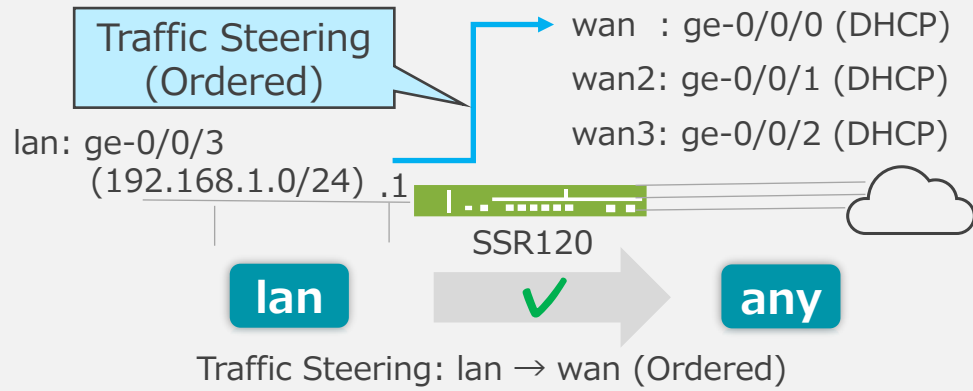 Traffic Steering
(Ordered)
wan : ge-0/0/0 (DHCP)
wan2: ge-0/0/1 (DHCP)
wan3: ge-0/0/2 (DHCP)
lan: ge-0/0/3
(192.168.1.0/24) .1
SSR120
lan
any
Traffic Steering: lan → wan (Ordered)